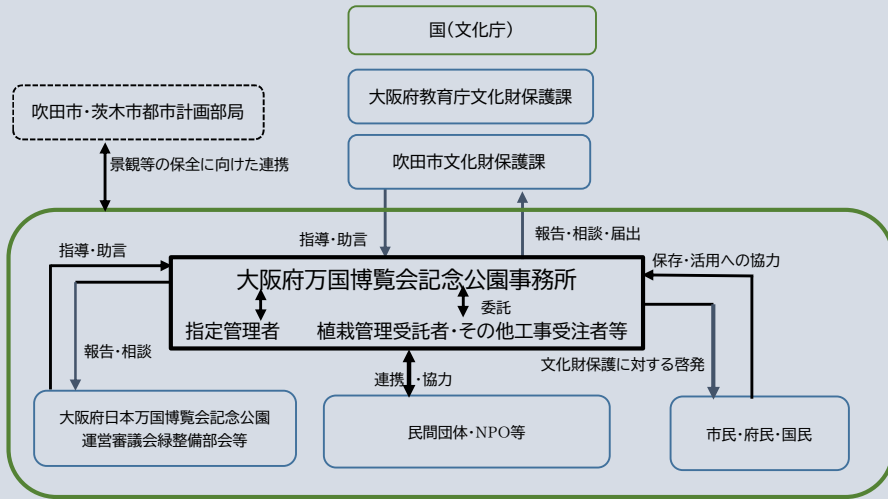 国(文化庁)
大阪府教育庁文化財保護課
吹田市・茨木市都市計画部局
吹田市文化財保護課
景観等の保全に向けた連携
指導・助言
報告・相談・届出
指導・助言
保存・活用への協力
大阪府万国博覧会記念公園事務所
委託
指定管理者
植栽管理受託者・その他工事受注者等
報告・相談
連携・協力
文化財保護に対する啓発
大阪府日本万国博覧会記念公園
運営審議会緑整備部会等
民間団体・NPO等
市民・府民・国民